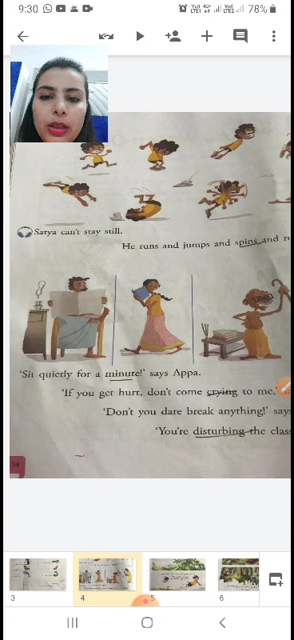 9:30
78%
Satya can't stay still.
He runs and jumps and spins and
'Sit quietly for a minute!' says Appa.
'If you get hurt, don't come crying to me,'
'Don't you dare break anything!'
'You're disturbing the
3
4
5
6